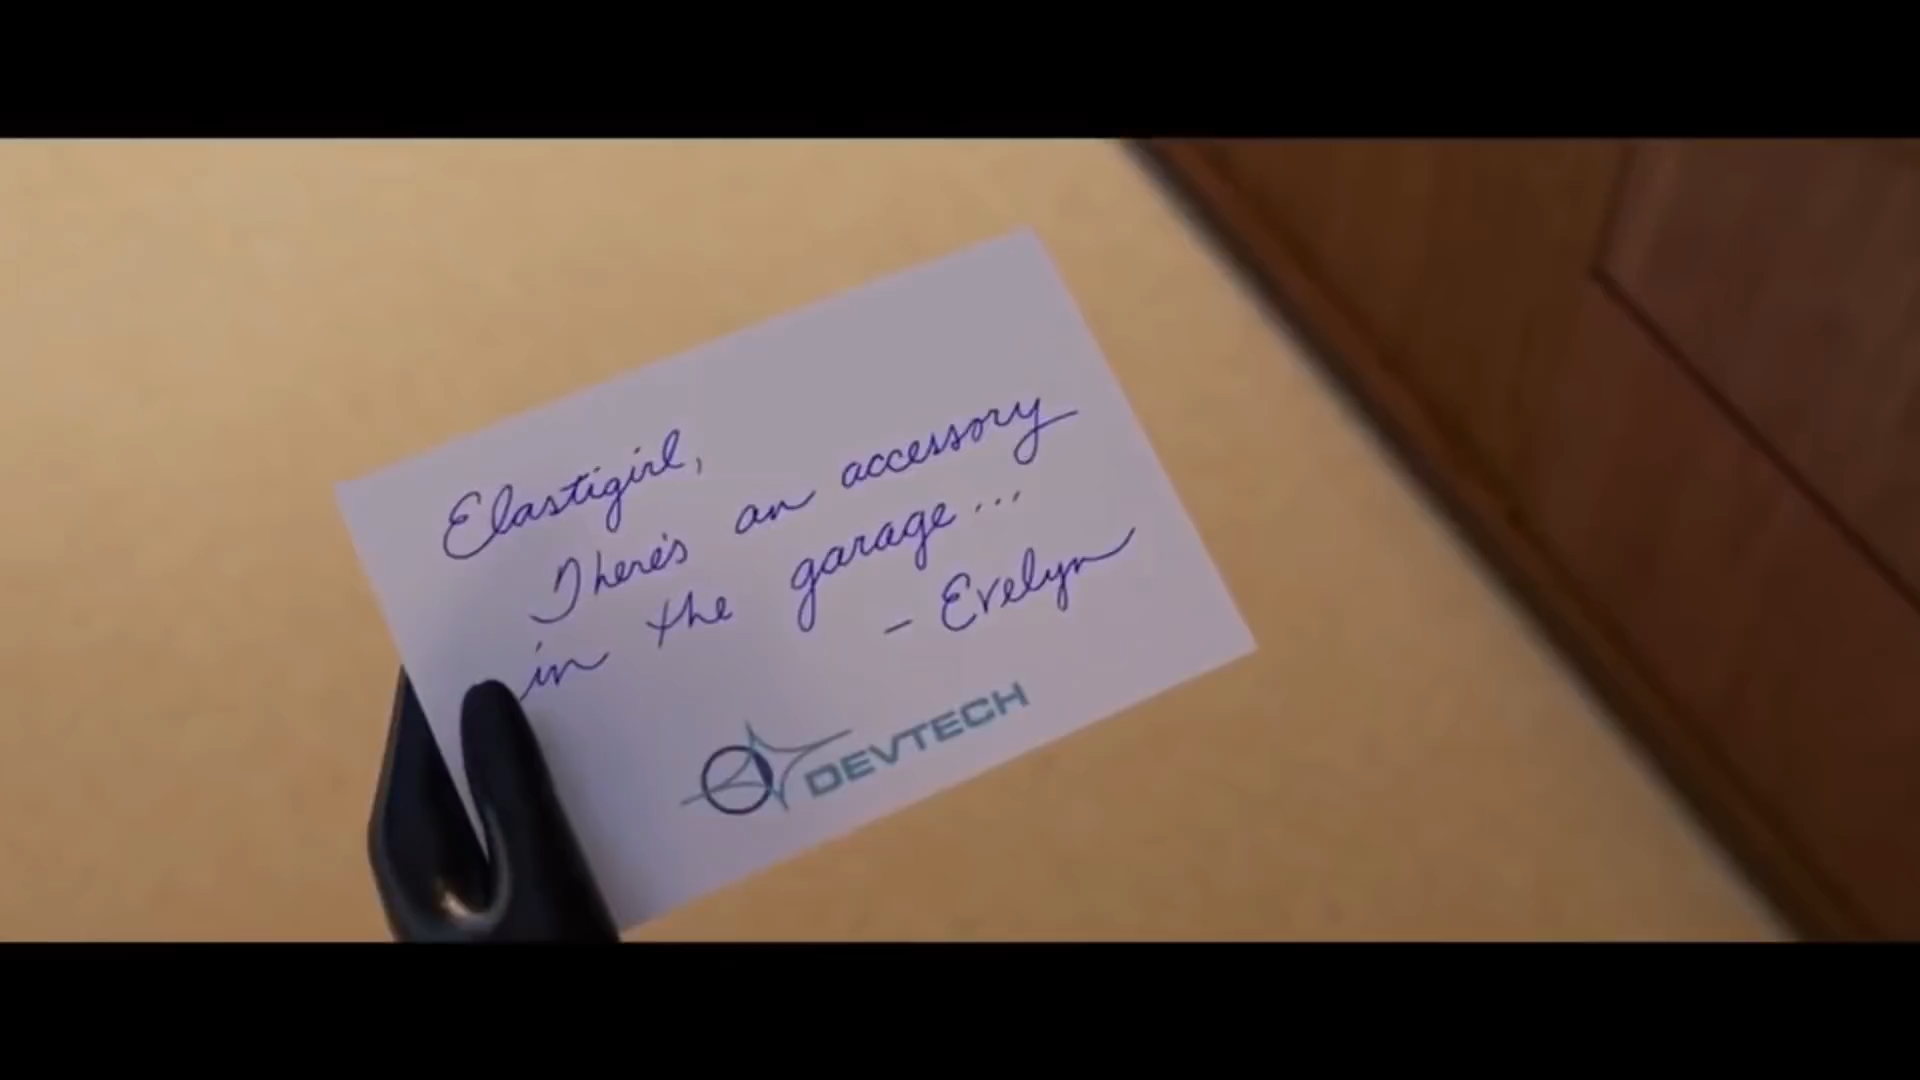 Elastigirl,
There's an accessory
in the garage...
- Evelyn
DEVTECH